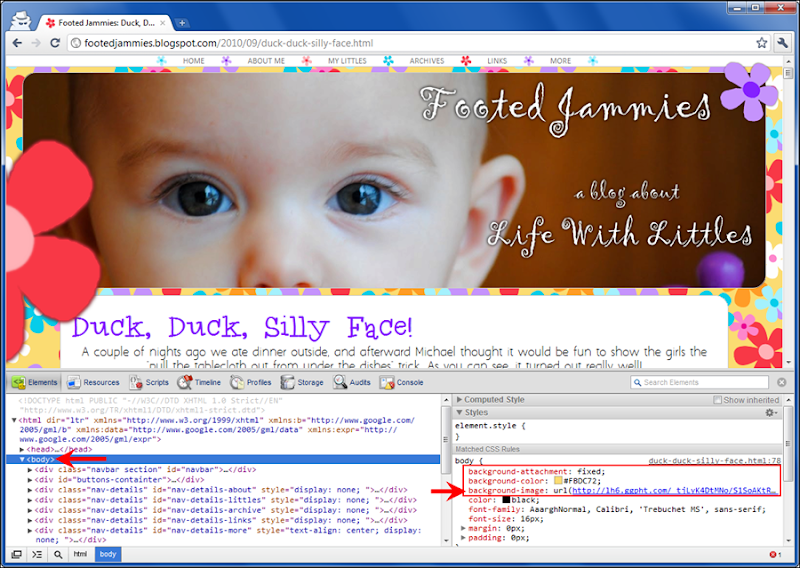 Footed Jammies: Duck, D...
footedjammies.blogspot.com/2010/09/duck-duck-silly-face.html
HOME ABOUT ME MY LITTLES ARCHIVES LINKS MORE
Footed Jammies
a blog about
Life With Littles
Duck, Duck, Silly Face!
A couple of nights ago we ate dinner outside, and afterward Michael thought it would be fun to show the girls the
"pull the tablecloth out from under the dishes" trick. As you can see, it turned out really well!
Elements Resources Scripts Timeline Profiles Storage Audits Console Search Elements
<!DOCTYPE html PUBLIC "-//W3C//DTD XHTML 1.0 Strict//EN"
"http://www.w3.org/TR/xhtml1/DTD/xhtml1-strict.dtd">
▼<html dir="ltr" xmlns="http://www.w3.org/1999/xhtml" xmlns:b="http://www.google.com/
2005/gml/b" xmlns:data="http://www.google.com/2005/gml/data" xmlns:expr="http://
www.google.com/2005/gml/expr">
▶<head>…</head>
▼<body>
▶<div class="navbar section" id="navbar">…</div>
▶<div id="buttons-containter">…</div>
▶<div class="nav-details" id="nav-details-about" style="display: none; ">…</div>
▶<div class="nav-details" id="nav-details-littles" style="display: none; ">…</div>
▶<div class="nav-details" id="nav-details-archives" style="display: none; ">…</div>
▶<div class="nav-details" id="nav-details-links" style="display: none; ">…</div>
▶<div class="nav-details" id="nav-details-more" style="text-align: center; display:
none; ">…</div>
html body
▶ Computed Style Show inherited
▼ Styles
element.style {
}
Matched CSS Rules
body { duck-duck-silly-face.html:78
background-attachment: fixed;
background-color: #FBDC72;
background-image: url(http://lh6.ggpht.com/_tiLyK4DtMNo/S1SoAKtR…
color: black;
font-family: AaarghNormal, Calibri, 'Trebuchet MS', sans-serif;
font-size: 16px;
▶ margin: 0px;
▶ padding: 0px;
1